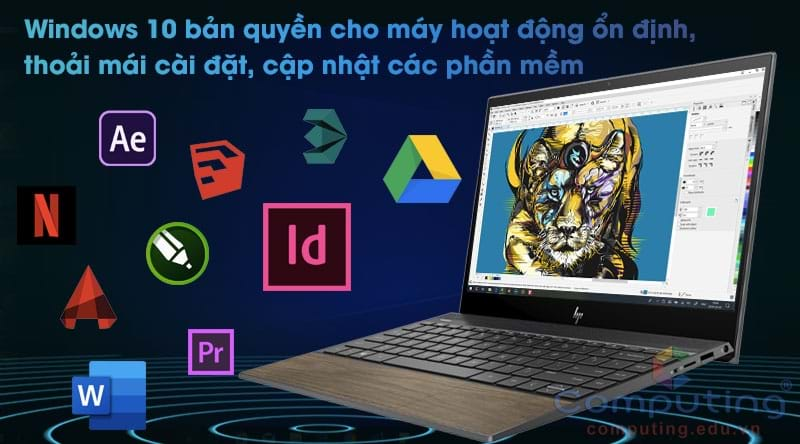 Windows 10 bản quyền cho máy hoạt động ổn định,
thoải mái cài đặt, cập nhật các phần mềm
Ae
N
Id
Pr
W
hp
Computing®
computing.edu.vn